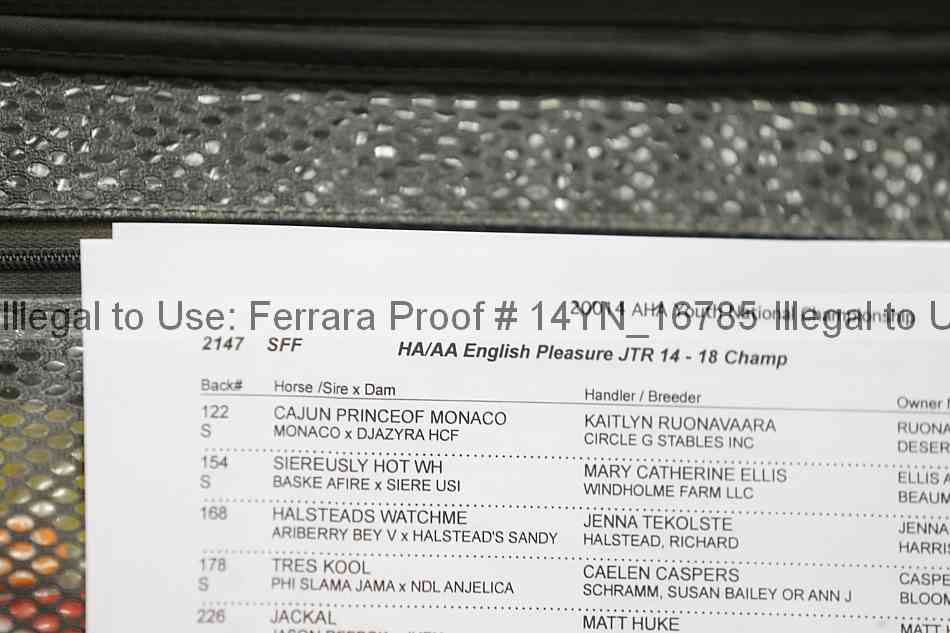 20014 AHA Youth National Championship
Illegal to Use: Ferrara Proof # 14YN_16785 Illegal to U
2147 SFF HA/AA English Pleasure JTR 14 - 18 Champ
Back# Horse /Sire x Dam Handler / Breeder Owner
122 CAJUN PRINCEOF MONACO KAITLYN RUONAVAARA RUONA
S MONACO x DJAZYRA HCF CIRCLE G STABLES INC DESER
154 SIEREUSLY HOT WH MARY CATHERINE ELLIS ELLIS
S BASKE AFIRE x SIERE USI WINDHOLME FARM LLC BEAUM
168 HALSTEADS WATCHME JENNA TEKOLSTE JENNA
ARIBERRY BEY V x HALSTEAD'S SANDY HALSTEAD, RICHARD HARRIS
178 TRES KOOL CAELEN CASPERS CASPE
S PHI SLAMA JAMA x NDL ANJELICA SCHRAMM, SUSAN BAILEY OR ANN J BLOOM
226 JACKAL MATT HUKE MATT